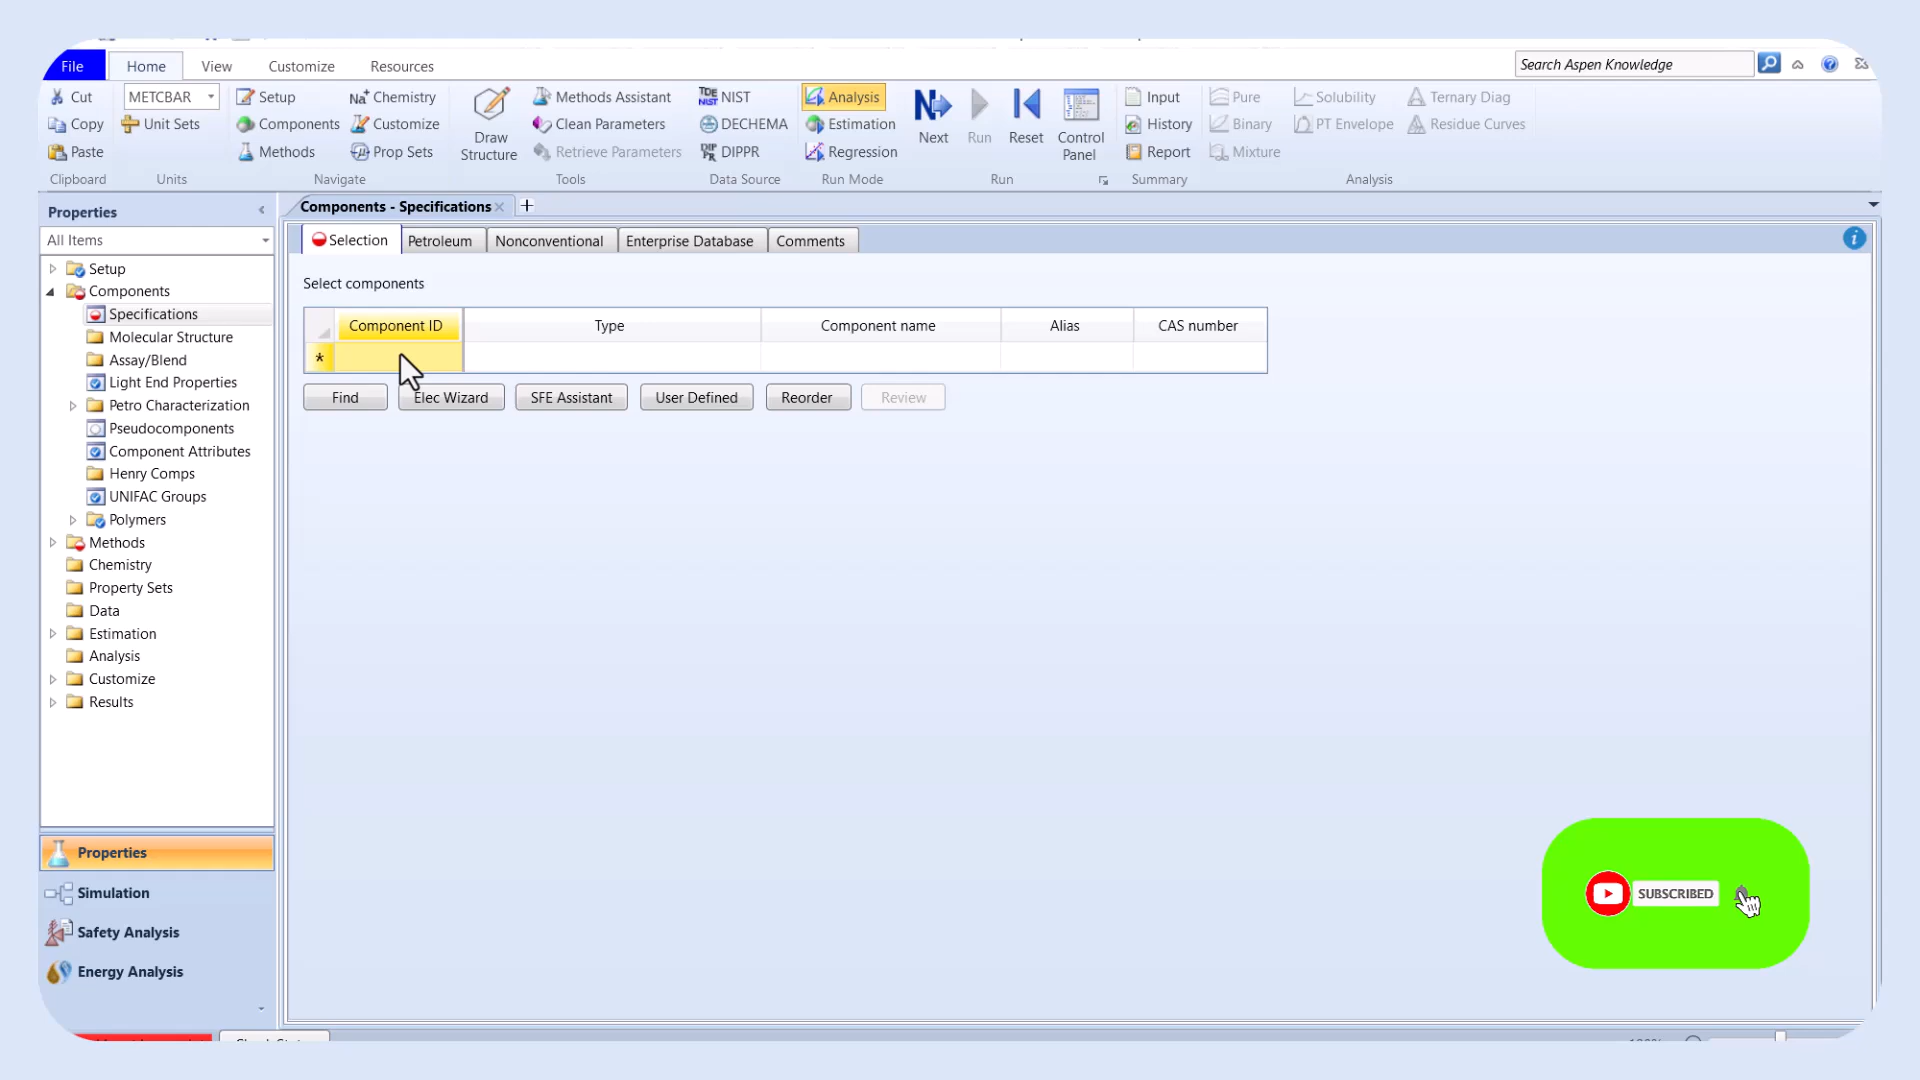 File Home View Customize Resources Search Aspen Knowledge
Cut METCBAR Setup Na+ Chemistry Methods Assistant TDE NIST NIST Analysis Input Pure Solubility Ternary Diag
Copy Unit Sets Components Customize Draw Structure Clean Parameters DECHEMA Estimation Next Run Reset Control Panel History Binary PT Envelope Residue Curves
Paste Methods Prop Sets Retrieve Parameters DIPPR Regression Report Mixture
Clipboard Units Navigate Tools Data Source Run Mode Run Summary Analysis
Properties
All Items
Setup
Components
Specifications
Molecular Structure
Assay/Blend
Light End Properties
Petro Characterization
Pseudocomponents
Component Attributes
Henry Comps
UNIFAC Groups
Polymers
Methods
Chemistry
Property Sets
Data
Estimation
Analysis
Customize
Results
Properties
Simulation
Safety Analysis
Energy Analysis
Components - Specifications
Selection Petroleum Nonconventional Enterprise Database Comments
Select components
Component ID Type Component name Alias CAS number
*
Find Elec Wizard SFE Assistant User Defined Reorder Review
SUBSCRIBED